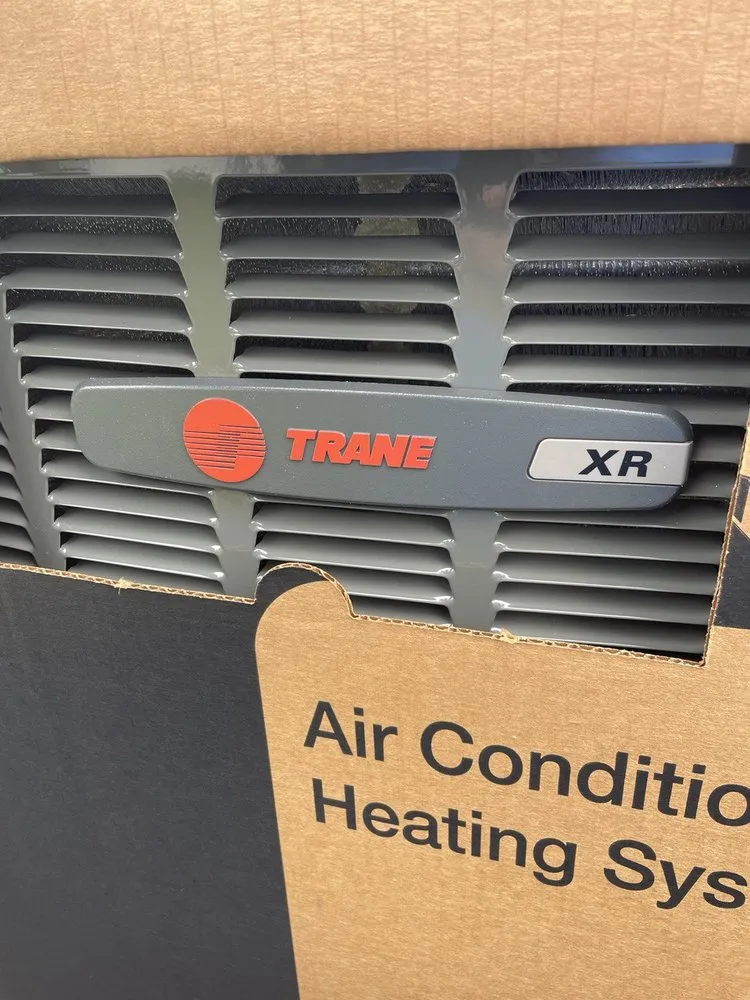 TRANE
XR
Air Conditio
Heating Sys